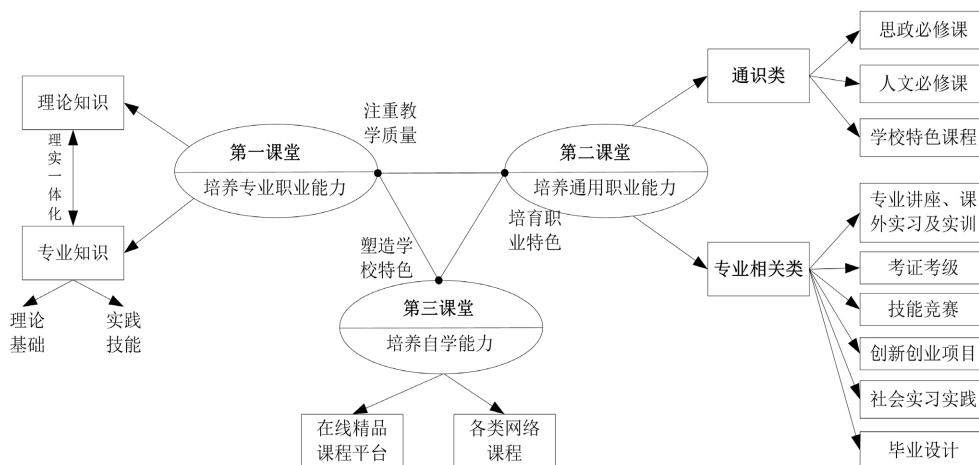 思政必修课
通识类
人文必修课
学校特色课程
理论知识
理
实
一
体
化
专业知识
理论
基础
实践
技能
第一课堂
培养专业职业能力
注重教
学质量
第二课堂
培养通用职业能力
塑造学
校特色
培育职
业特色
第三课堂
培养自学能力
在线精品
课程平台
各类网络
课程
专业相关类
专业讲座、课
外实习及实训
考证考级
技能竞赛
创新创业项目
社会实习实践
毕业设计